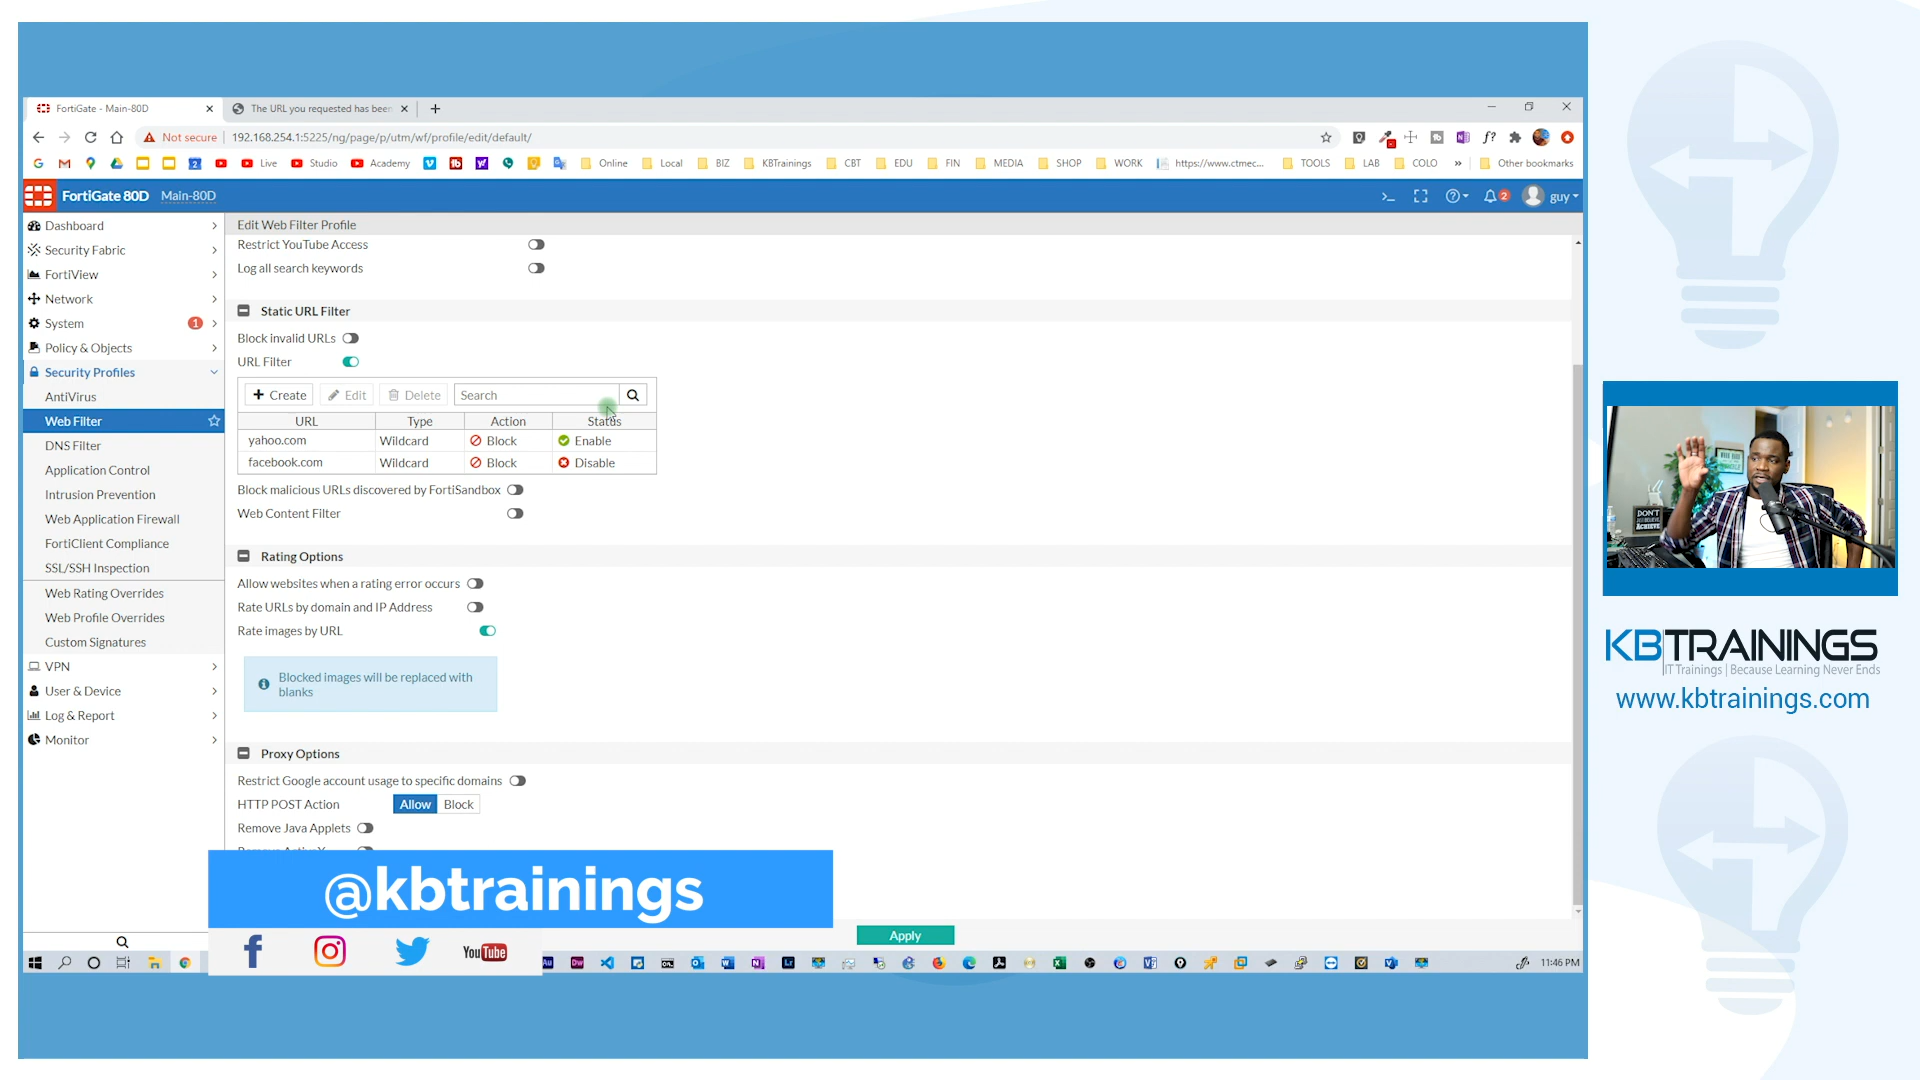 FortiGate - Main-80D
The URL you requested has been
Not secure
192.168.254.1:5225/ng/page/p/utm/wf/profile/edit/default/
Live
Studio
Academy
Online
Local
BIZ
KBTrainings
CBT
EDU
FIN
MEDIA
SHOP
WORK
https://www.ctmec...
TOOLS
LAB
COLO
»
Other bookmarks
FortiGate 80D
Main-80D
>_
2
guy
Dashboard
Security Fabric
FortiView
Network
System
1
Policy & Objects
Security Profiles
AntiVirus
Web Filter
DNS Filter
Application Control
Intrusion Prevention
Web Application Firewall
FortiClient Compliance
SSL/SSH Inspection
Web Rating Overrides
Web Profile Overrides
Custom Signatures
VPN
User & Device
Log & Report
Monitor
Edit Web Filter Profile
Restrict YouTube Access
Log all search keywords
Static URL Filter
Block invalid URLs
URL Filter
+ Create
Edit
Delete
Search
URL Type Action Status
yahoo.com Wildcard Block Enable
facebook.com Wildcard Block Disable
Block malicious URLs discovered by FortiSandbox
Web Content Filter
Rating Options
Allow websites when a rating error occurs
Rate URLs by domain and IP Address
Rate images by URL
Blocked images will be replaced with
blanks
Proxy Options
Restrict Google account usage to specific domains
HTTP POST Action Allow Block
Remove Java Applets
@kbtrainings
YouTube
Apply
11:46 PM
DON'T
ACHIEVE
KBTRAININGS
IT Trainings | Because Learning Never Ends
www.kbtrainings.com